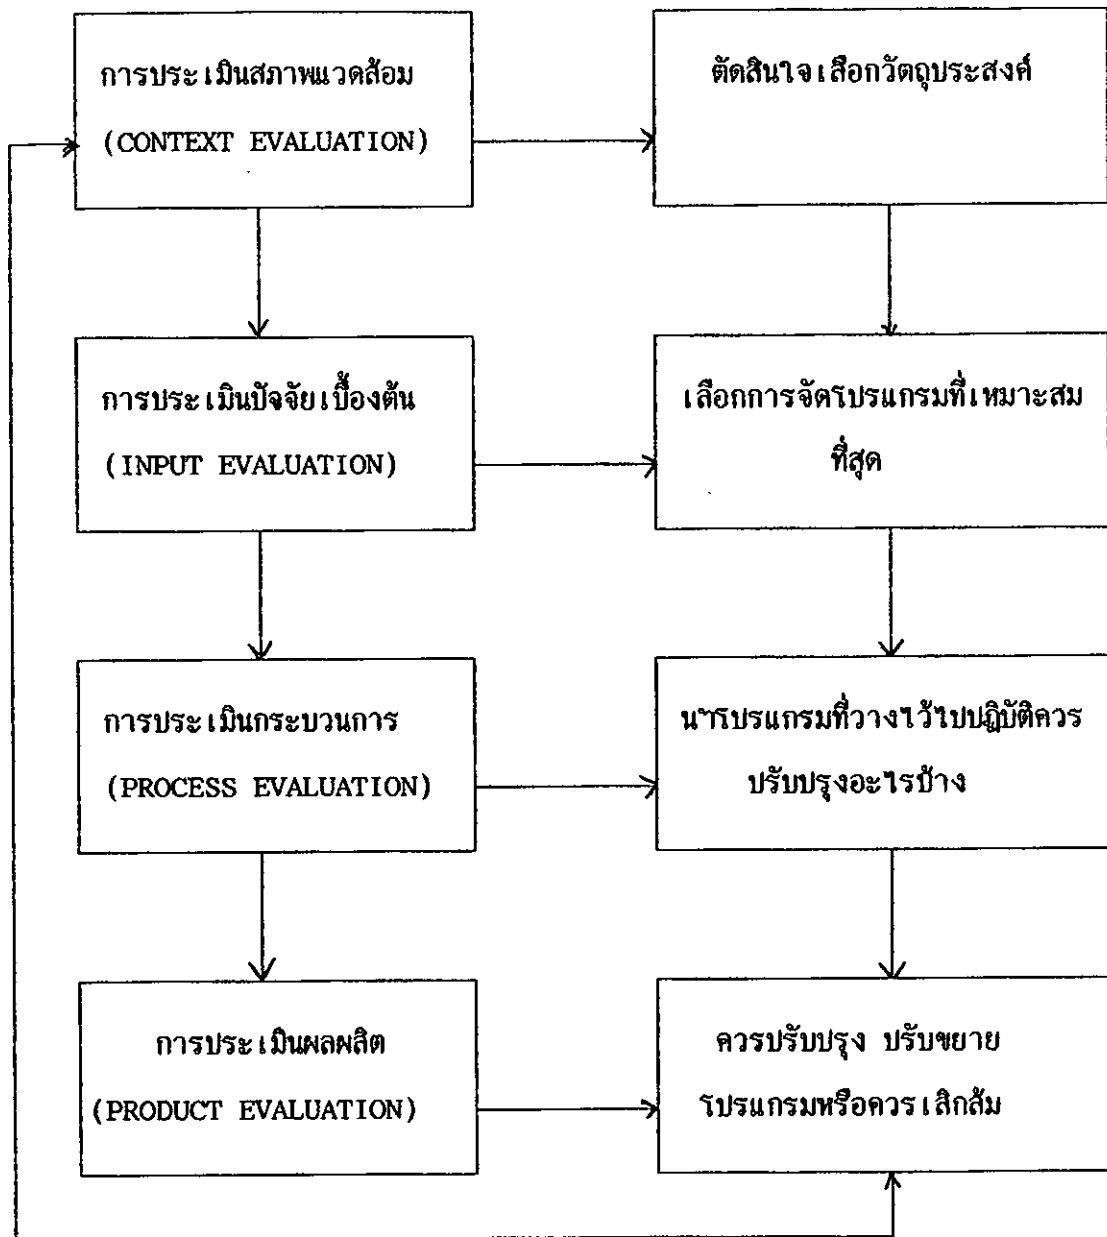 การประเมินสภาพแวดล้อม
(CONTEXT EVALUATION)
ตัดสินใจเลือกวัตถุประสงค์
การประเมินปัจจัยเบื้องต้น
(INPUT EVALUATION)
เลือกการจัดโปรแกรมที่เหมาะสม
ที่สุด
การประเมินกระบวนการ
(PROCESS EVALUATION)
นำโปรแกรมที่วางไว้ไปปฏิบัติควร
ปรับปรุงอะไรบ้าง
การประเมินผลผลิต
(PRODUCT EVALUATION)
ควรปรับปรุง ปรับขยาย
โปรแกรมหรือควรเลิกล้ม